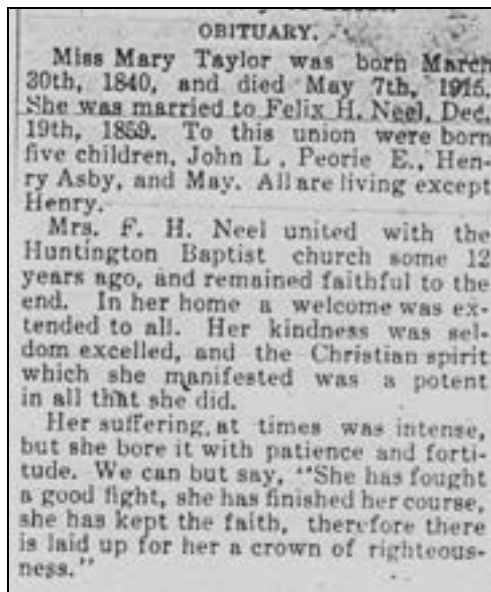 OBITUARY.
Miss Mary Taylor was born March
30th, 1840, and died May 7th, 1915.
She was married to Felix H. Neel, Dec.
19th, 1859. To this union were born
five children, John L , Peorie E., Hen-
ry Asby, and May. All are living except
Henry.
Mrs. F. H. Neel united with the
Huntington Baptist church some 12
years ago, and remained faithful to the
end. In her home a welcome was ex-
tended to all. Her kindness was sel-
dom excelled, and the Christian spirit
which she manifested was a potent
in all that she did.
Her suffering, at times was intense,
but she bore it with patience and forti-
tude. We can but say, "She has fought
a good fight, she has finished her course,
she has kept the faith, therefore there
is laid up for her a crown of righteous-
ness."